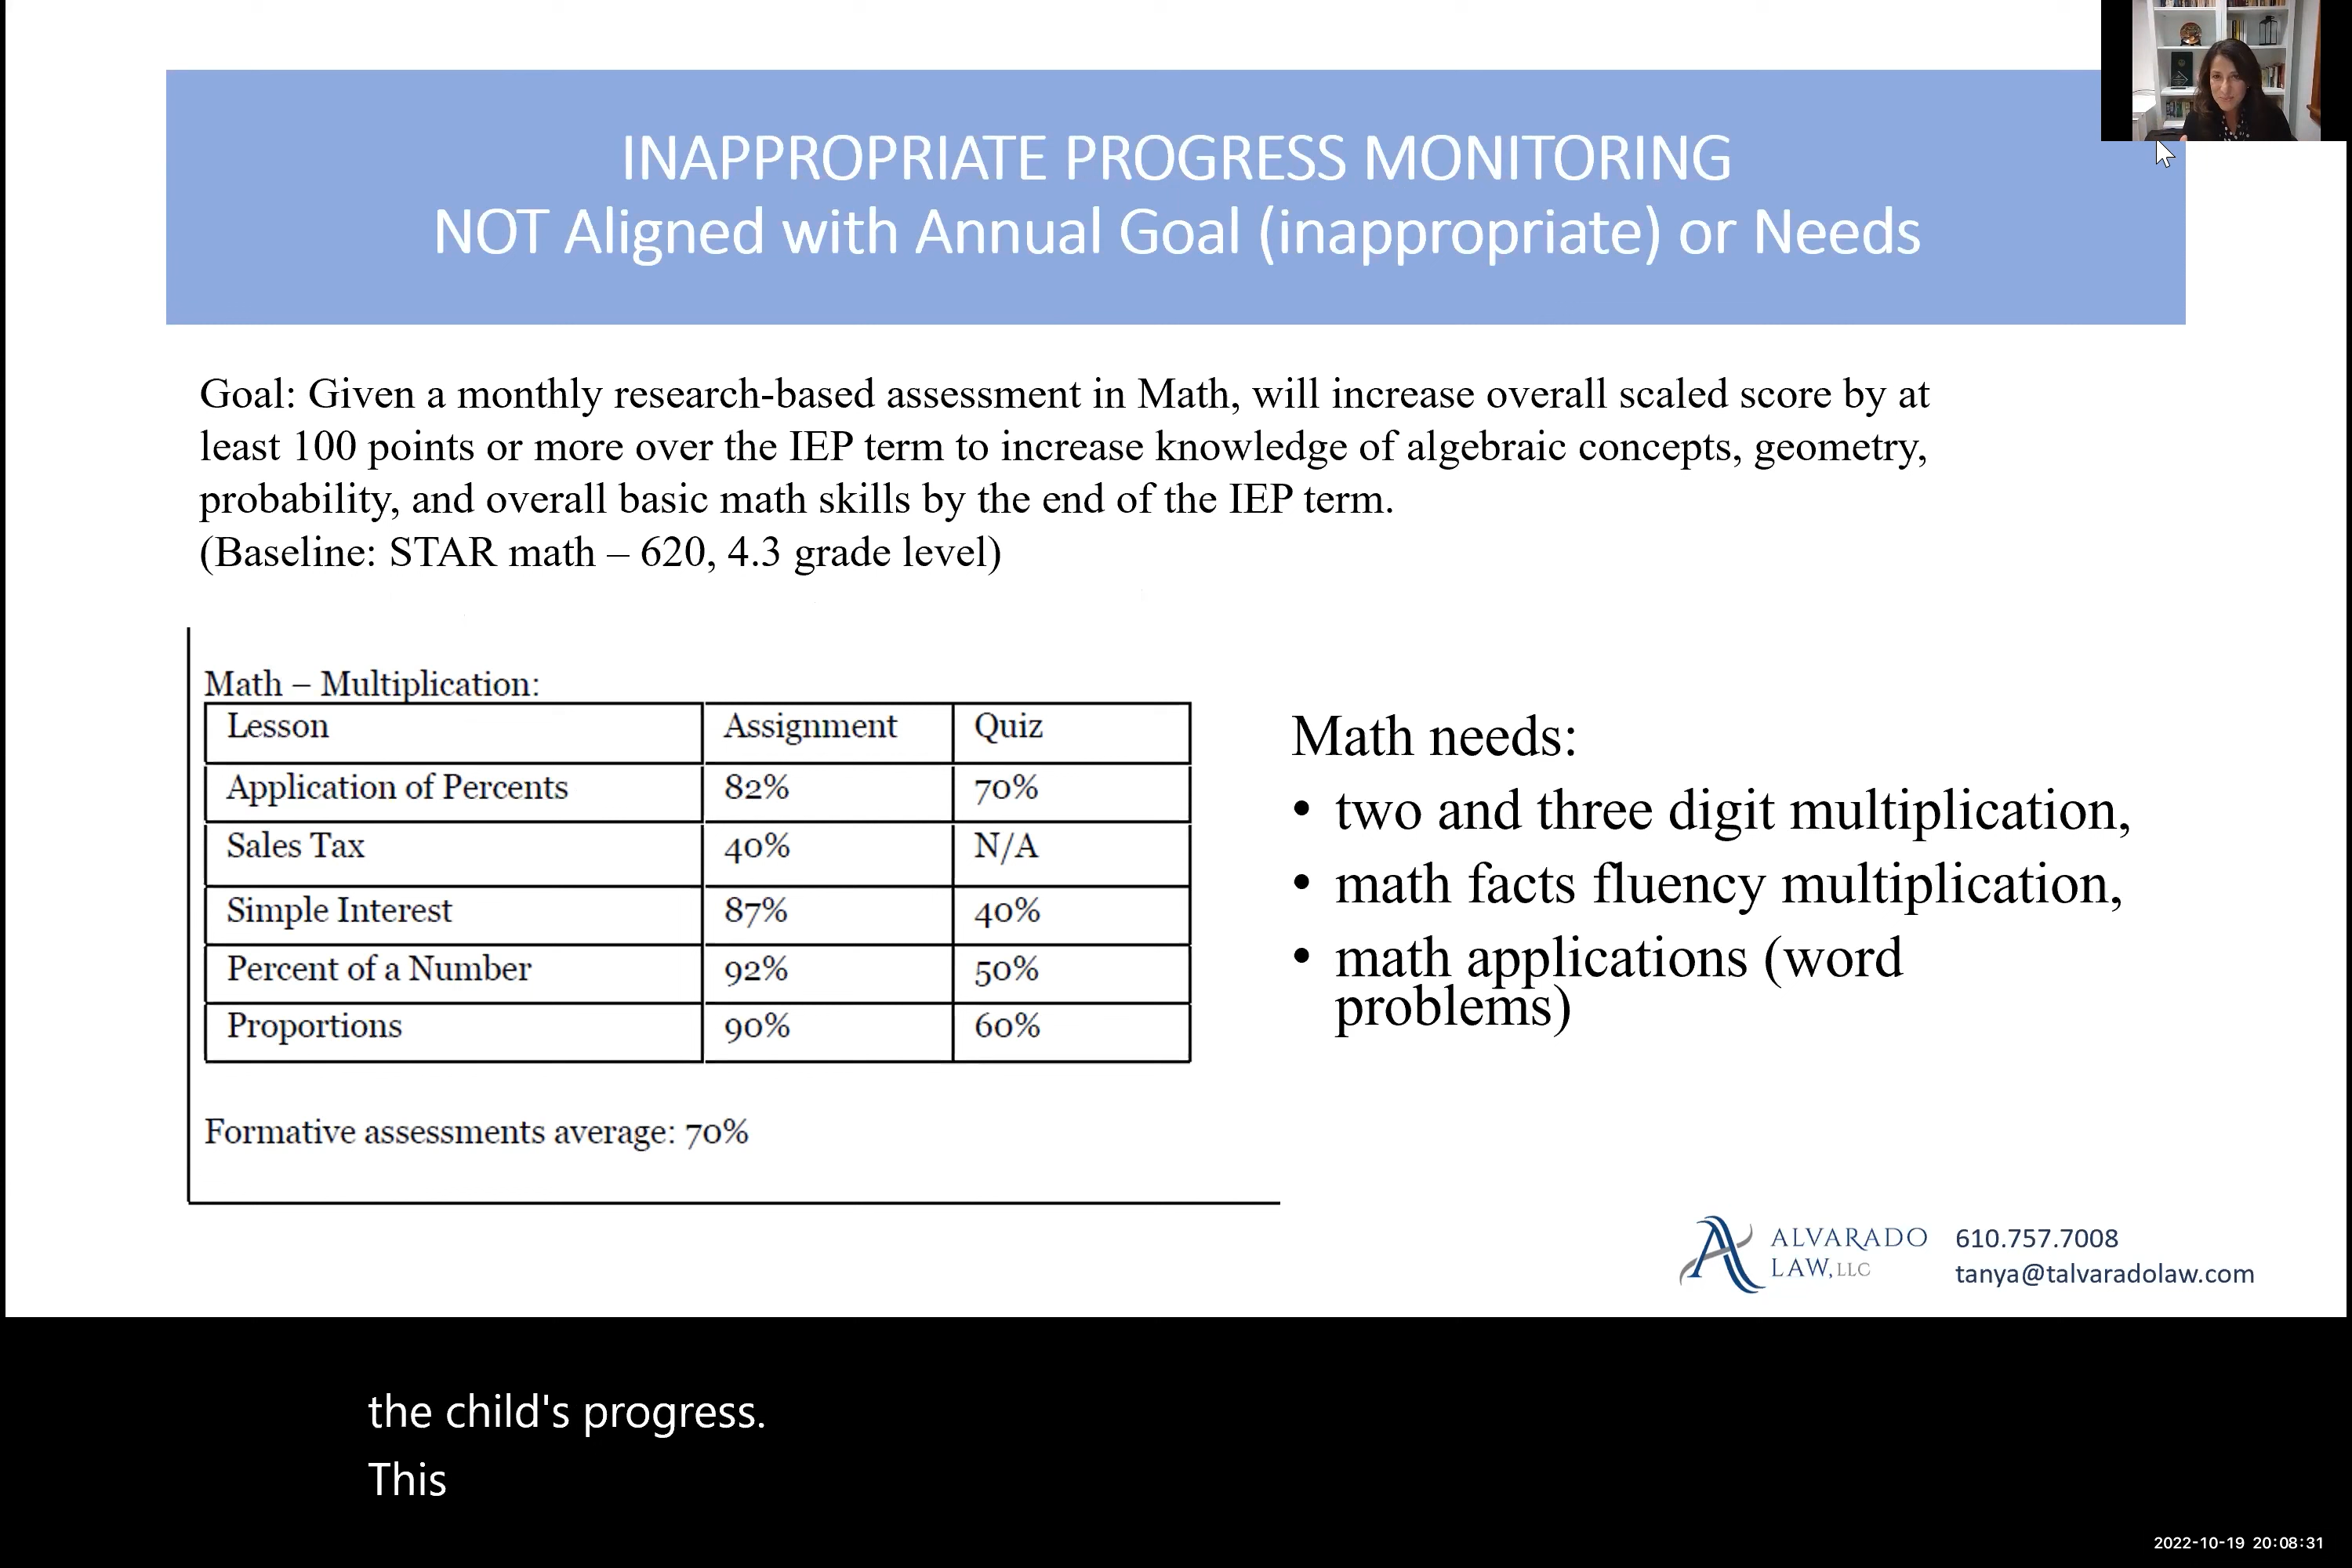 INAPPROPRIATE PROGRESS MONITORING
NOT Aligned with Annual Goal (inappropriate) or Needs
Goal: Given a monthly research-based assessment in Math, will increase overall scaled score by at
least 100 points or more over the IEP term to increase knowledge of algebraic concepts, geometry,
probability, and overall basic math skills by the end of the IEP term.
(Baseline: STAR math – 620, 4.3 grade level)
Math – Multiplication:
Lesson Assignment Quiz
Application of Percents 82% 70%
Sales Tax 40% N/A
Simple Interest 87% 40%
Percent of a Number 92% 50%
Proportions 90% 60%
Formative assessments average: 70%
Math needs:
• two and three digit multiplication,
• math facts fluency multiplication,
• math applications (word
problems)
ALVARADO
LAW, LLC
610.757.7008
tanya@talvaradolaw.com
the child's progress.
This
2022-10-19 20:08:31